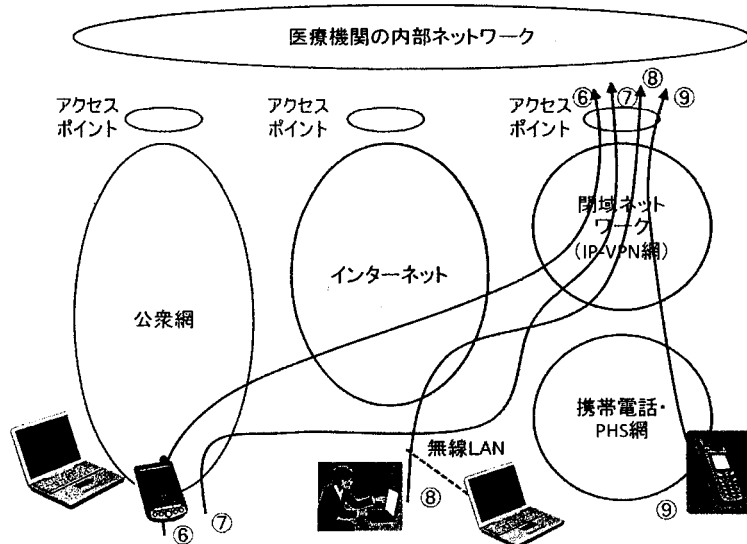 医療機関の内部ネットワーク
アクセス
ポイント
アクセス
ポイント
アクセス
ポイント
⑥
⑦
⑧
⑨
閉域ネット
ワーク
(IP-VPN網)
インターネット
公衆網
携帯電話・
PHS網
無線LAN
⑥
⑦
⑧
⑨